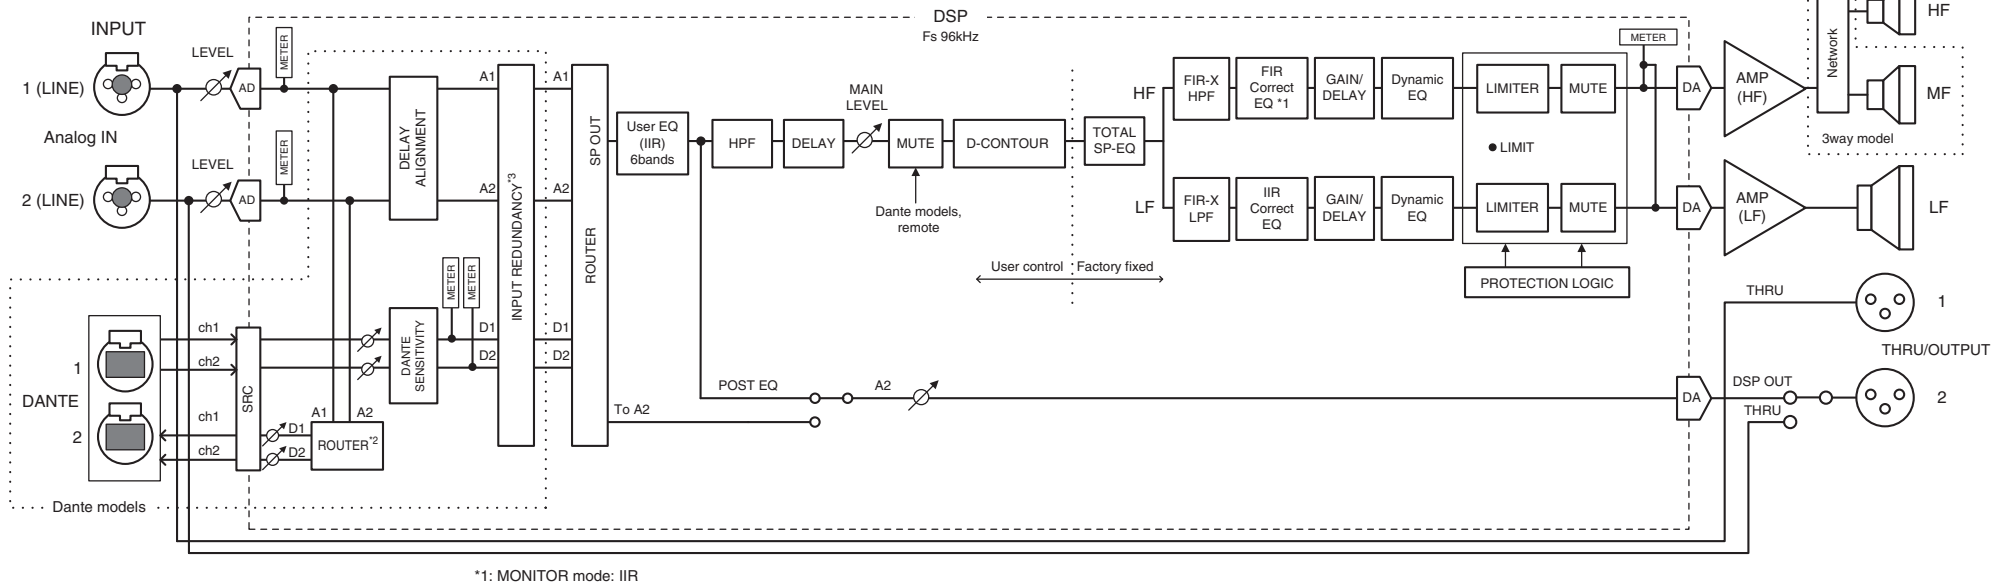 DSP
Fs 96kHz
INPUT
LEVEL
METER
1 (LINE)
AD
Analog IN
LEVEL
METER
2 (LINE)
AD
DELAY
ALIGNMENT
A1
A2
INPUT REDUNDANCY*3
A1
A2
SP OUT
ROUTER
User EQ
(IIR)
6bands
HPF
DELAY
MAIN
LEVEL
MUTE
D-CONTOUR
Dante models,
remote
TOTAL
SP-EQ
User control
Factory fixed
HF
FIR-X
HPF
FIR
Correct
EQ *1
GAIN/
DELAY
Dynamic
EQ
LIMITER
MUTE
METER
LIMIT
LF
FIR-X
LPF
IIR
Correct
EQ
GAIN/
DELAY
Dynamic
EQ
LIMITER
MUTE
PROTECTION LOGIC
DA
AMP
(HF)
Network
HF
MF
3way model
DA
AMP
(LF)
LF
DANTE
1
2
ch1
ch2
ch1
ch2
SRC
A1
A2
D1
D2
ROUTER*2
DANTE
SENSITIVITY
METER
METER
D1
D2
D1
D2
Dante models
POST EQ
A2
To A2
DA
THRU
1
THRU/OUTPUT
DSP OUT
2
THRU
*1: MONITOR mode: IIR